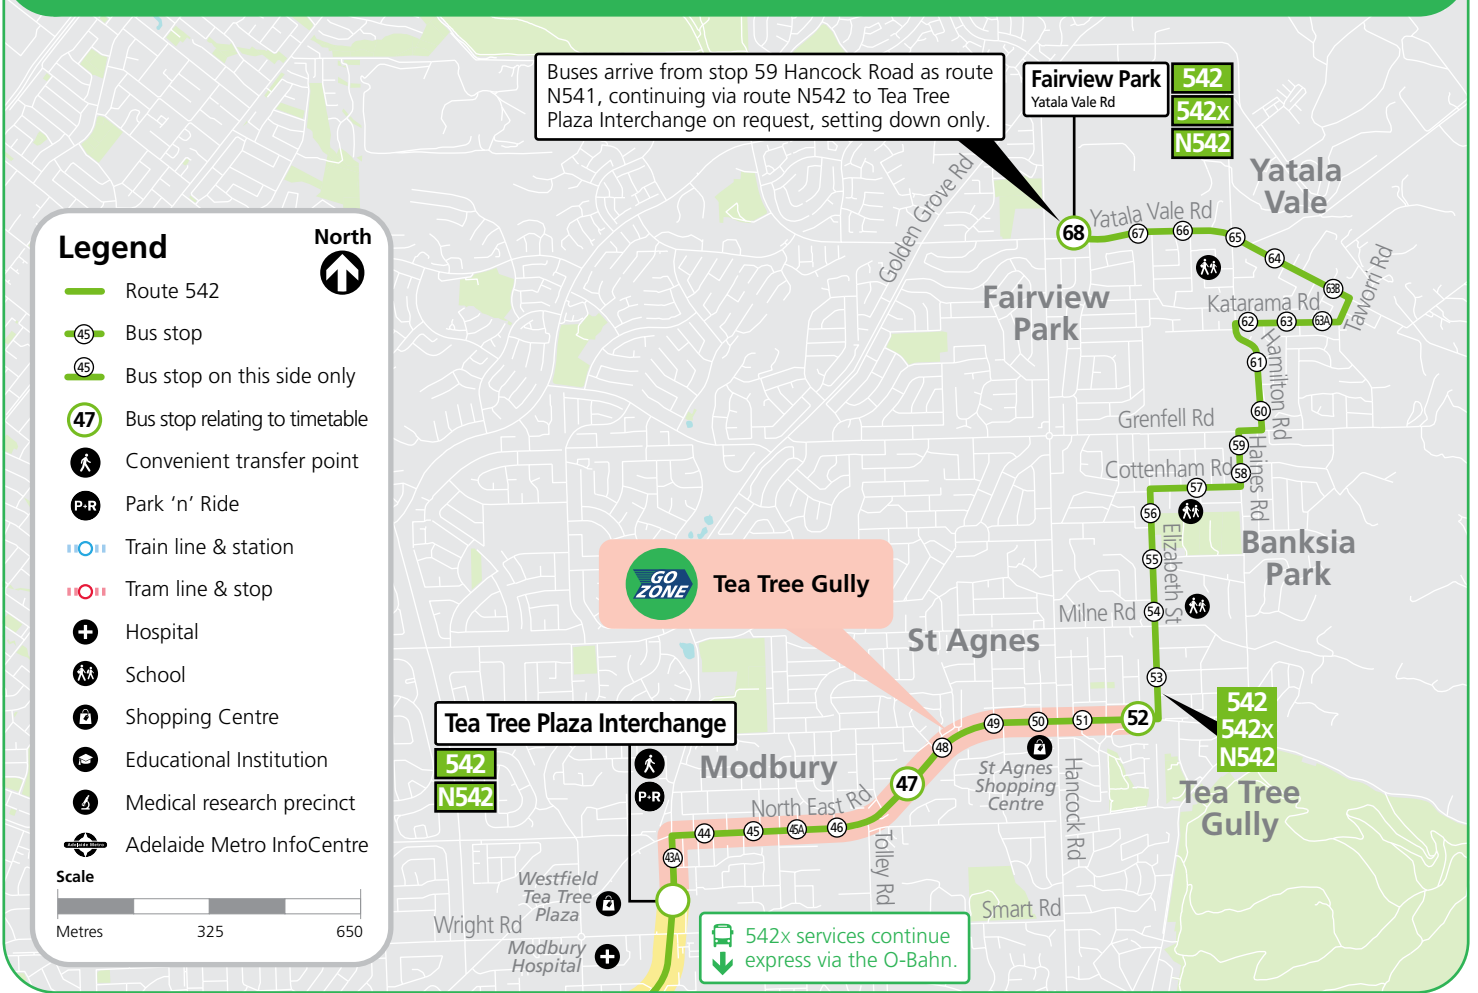 Buses arrive from stop 59 Hancock Road as route
N541, continuing via route N542 to Tea Tree
Plaza Interchange on request, setting down only.
Fairview Park
Yatala Vale Rd
542
542x
N542
Yatala
Vale
Golden Grove Rd
68
Yatala Vale Rd
67
66
65
64
63B
Taworri Rd
Fairview
Park
Katarama Rd
62
63
63A
Hamilton Rd
61
60
Grenfell Rd
59
Haines Rd
Cottenham Rd
58
57
56
Elizabeth St
Banksia
Park
55
Milne Rd
54
53
GO
ZONE
Tea Tree Gully
St Agnes
542
542x
N542
Tea Tree
Gully
52
51
50
49
48
47
St Agnes
Shopping
Centre
Hancock Rd
Tea Tree Plaza Interchange
542
N542
P•R
Modbury
North East Rd
46
45A
45
44
43A
Tolley Rd
Westfield
Tea Tree
Plaza
Wright Rd
Modbury
Hospital
Smart Rd
542x services continue
express via the O-Bahn.
Legend
North
Route 542
45
Bus stop
45
Bus stop on this side only
47
Bus stop relating to timetable
Convenient transfer point
P•R
Park ‘n’ Ride
Train line & station
Tram line & stop
Hospital
School
Shopping Centre
Educational Institution
Medical research precinct
Adelaide Metro
Adelaide Metro InfoCentre
Scale
Metres
325
650